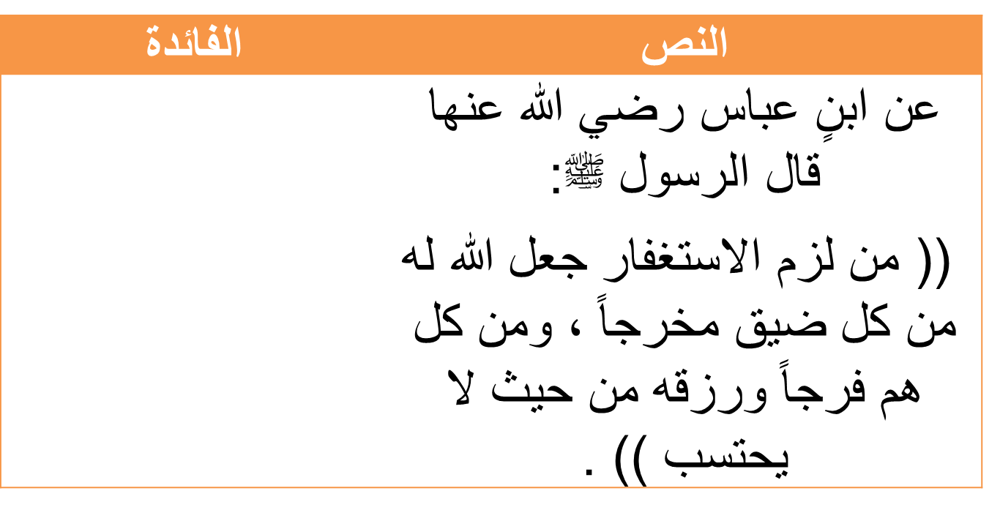 النص الفائدة
عن ابنٍ عباس رضي الله عنها
قال الرسول ﷺ:
(( من لزم الاستغفار جعل الله له
من كل ضيق مخرجاً ، ومن كل
هم فرجاً ورزقه من حيث لا
يحتسب )) .